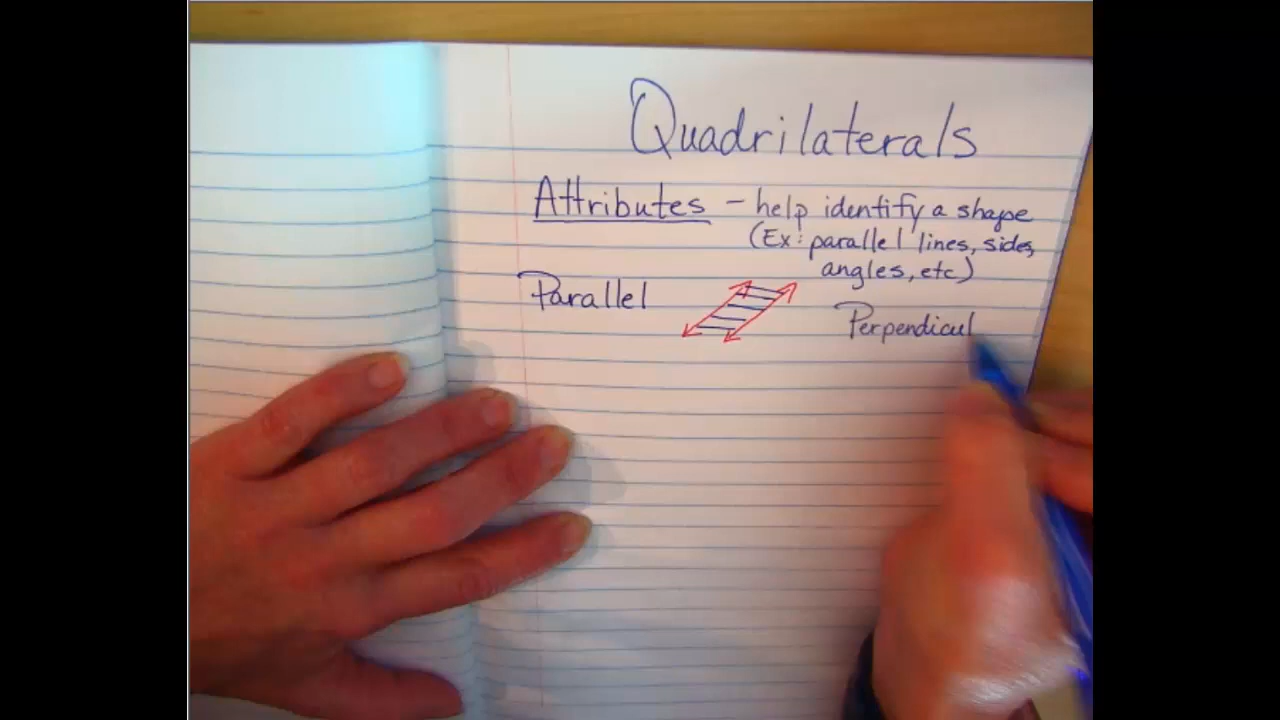 Quadrilaterals
Attributes - help identify a shape
(Ex: parallel lines, sides,
angles, etc)
Parallel
Perpendicul